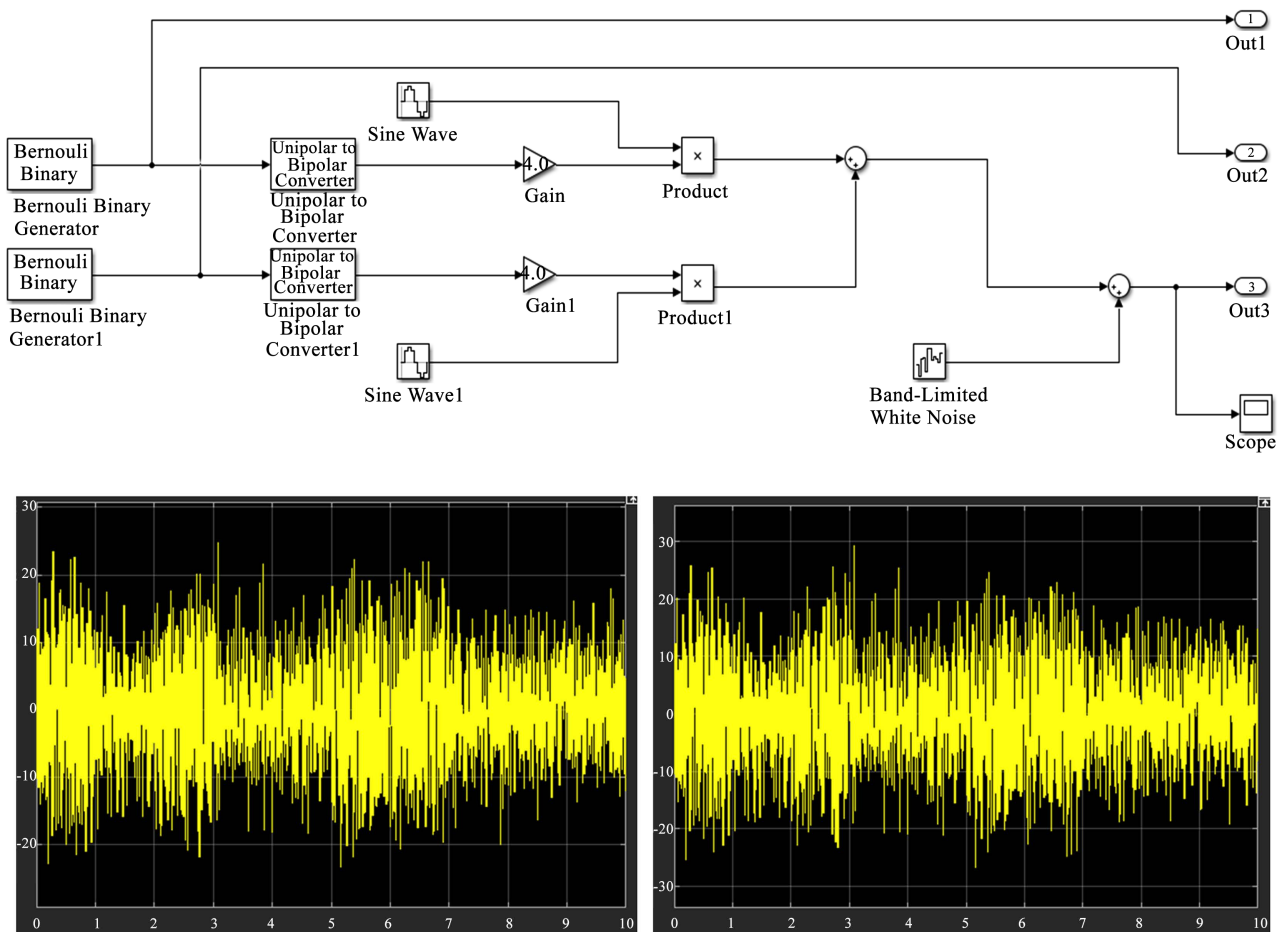 1
Out1
Sine Wave
Bernouli
Binary
Bernouli Binary
Generator
Unipolar to
Bipolar
Converter
Unipolar to
Bipolar
Converter
4.0
Gain
×
Product
2
Out2
Bernouli
Binary
Bernouli Binary
Generator1
Unipolar to
Bipolar
Converter
Unipolar to
Bipolar
Converter1
4.0
Gain1
×
Product1
3
Out3
Sine Wave1
Band-Limited
White Noise
Scope
30
20
10
0
-10
-20
0 1 2 3 4 5 6 7 8 9 10
30
20
10
0
-10
-20
-30
0 1 2 3 4 5 6 7 8 9 10